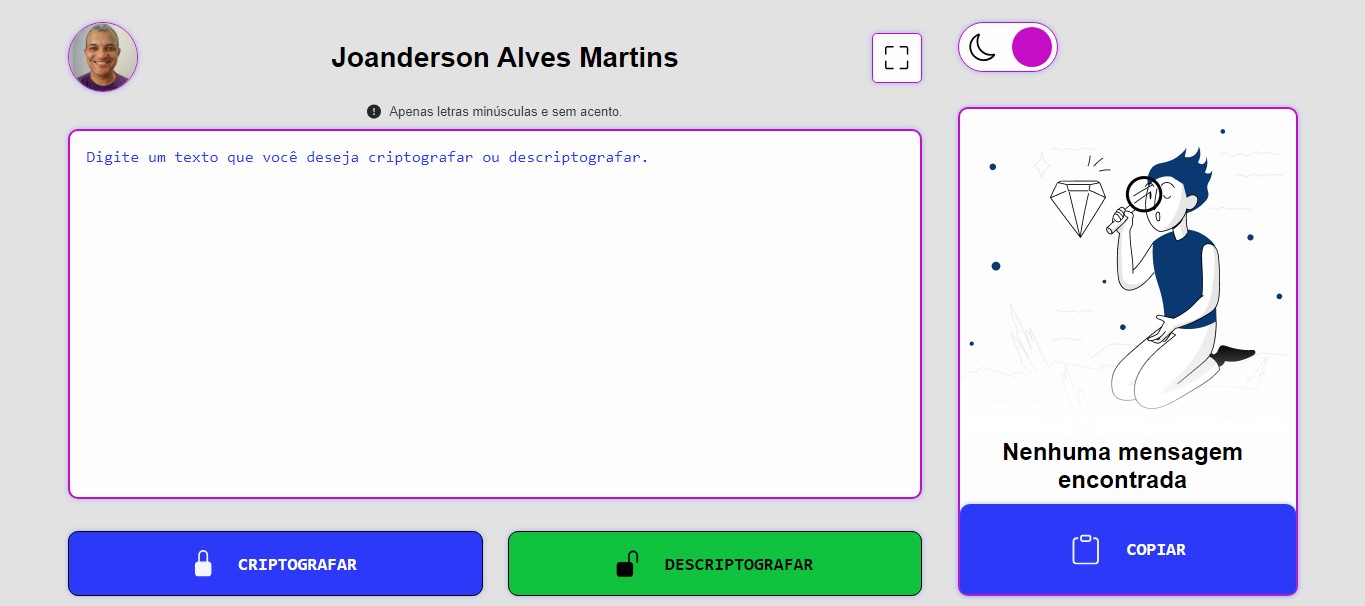 Joanderson Alves Martins
Apenas letras minúsculas e sem acento.
Digite um texto que você deseja criptografar ou descriptografar.
CRIPTOGRAFAR
DESCRIPTOGRAFAR
Nenhuma mensagem
encontrada
COPIAR